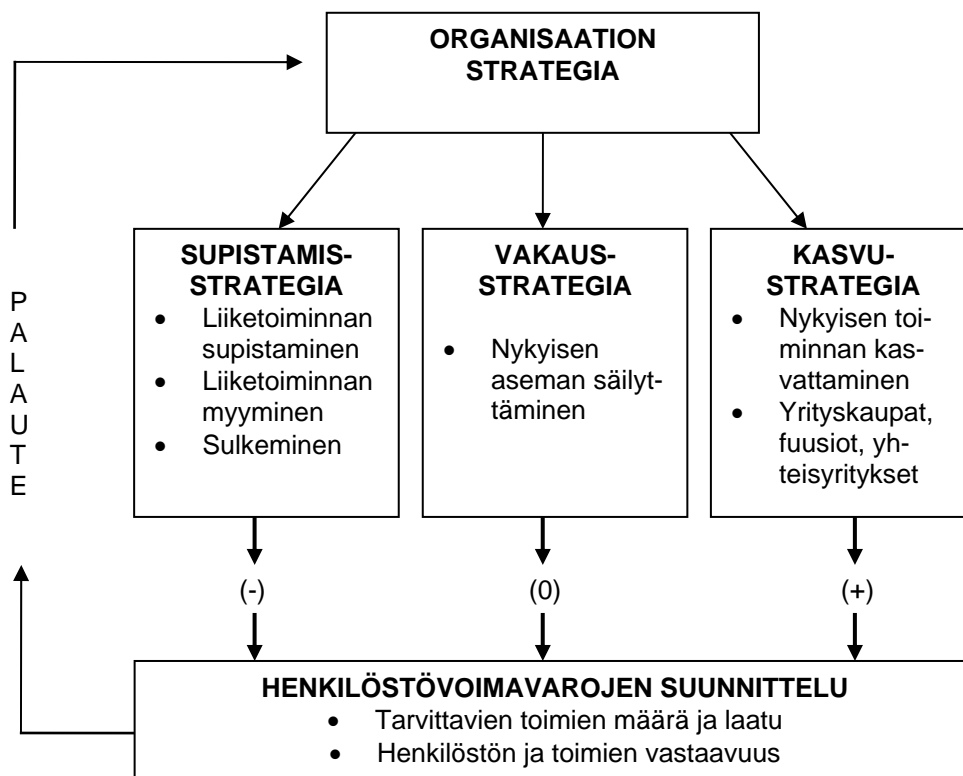 ORGANISAATION
STRATEGIA
SUPISTAMIS-
STRATEGIA
• Liiketoiminnan
supistaminen
• Liiketoiminnan
myyminen
• Sulkeminen
VAKAUS-
STRATEGIA
• Nykyisen
aseman säilyt-
täminen
KASVU-
STRATEGIA
• Nykyisen toi-
minnan kas-
vattaminen
• Yrityskaupat,
fuusiot, yh-
teisyritykset
P
A
L
A
U
T
E
(-)
(0)
(+)
HENKILÖSTÖVOIMAVAROJEN SUUNNITTELU
• Tarvittavien toimien määrä ja laatu
• Henkilöstön ja toimien vastaavuus